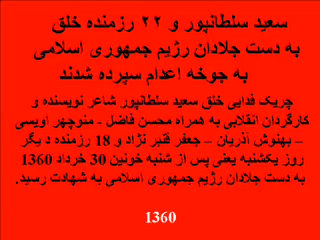 سعید سلطانپور و ۲۲ رزمنده خلق
به دست جلادان رژیم جمهوری اسلامی
به جوخه اعدام سپرده شدند
چریک فدایی خلق سعید سلطانپور شاعر نویسنده و
کارگردان انقلابی به همراه محسن فاضل - منوچهر اویسی
– بهنوش آذریان – جعفر قنبر نژاد و 18 رزمنده دیگر
روز یکشنبه یعنی پس از شنبه خونین 30 خرداد 1360
به دست جلادان رژیم جمهوری اسلامی به شهادت رسید.
1360